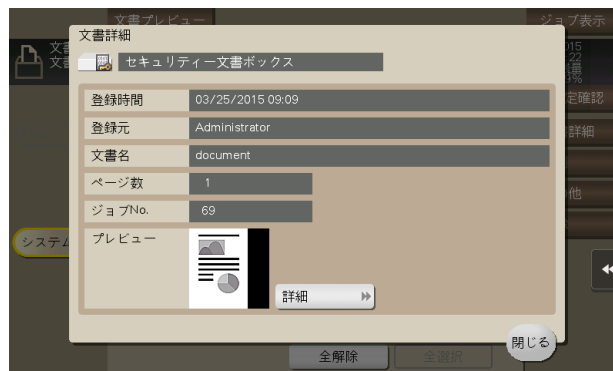 文書プレビュー
ジョブ表示
文書詳細
セキュリティー文書ボックス
登録時間 03/25/2015 09:09
登録元 Administrator
文書名 document
ページ数 1
ジョブNo. 69
プレビュー
詳細
システム
定確認
詳細
他
全解除
全選択
閉じる